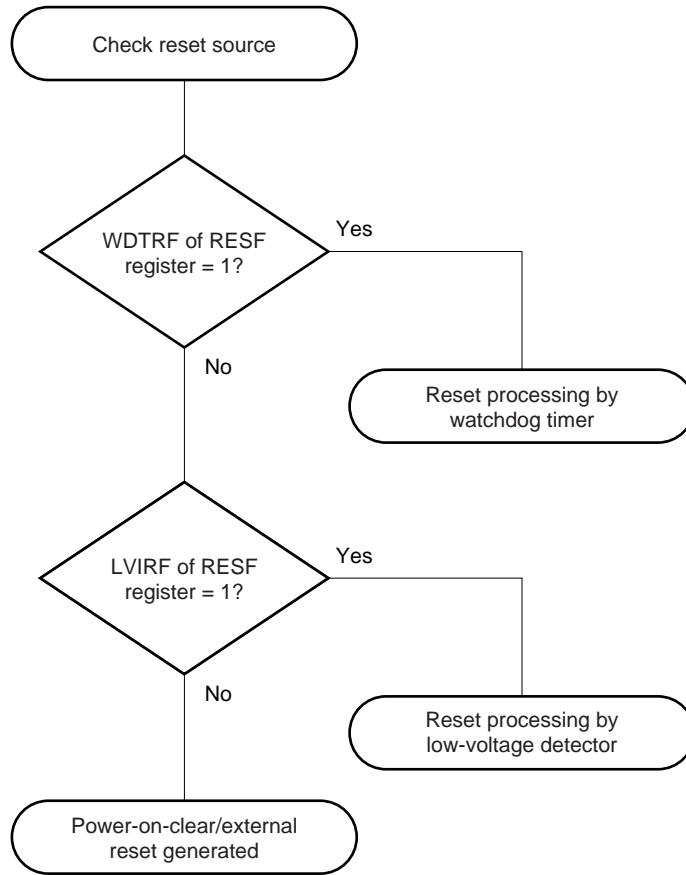 Check reset source
WDTRF of RESF
register = 1?
Yes
No
Reset processing by
watchdog timer
LVIRF of RESF
register = 1?
Yes
No
Reset processing by
low-voltage detector
Power-on-clear/external
reset generated